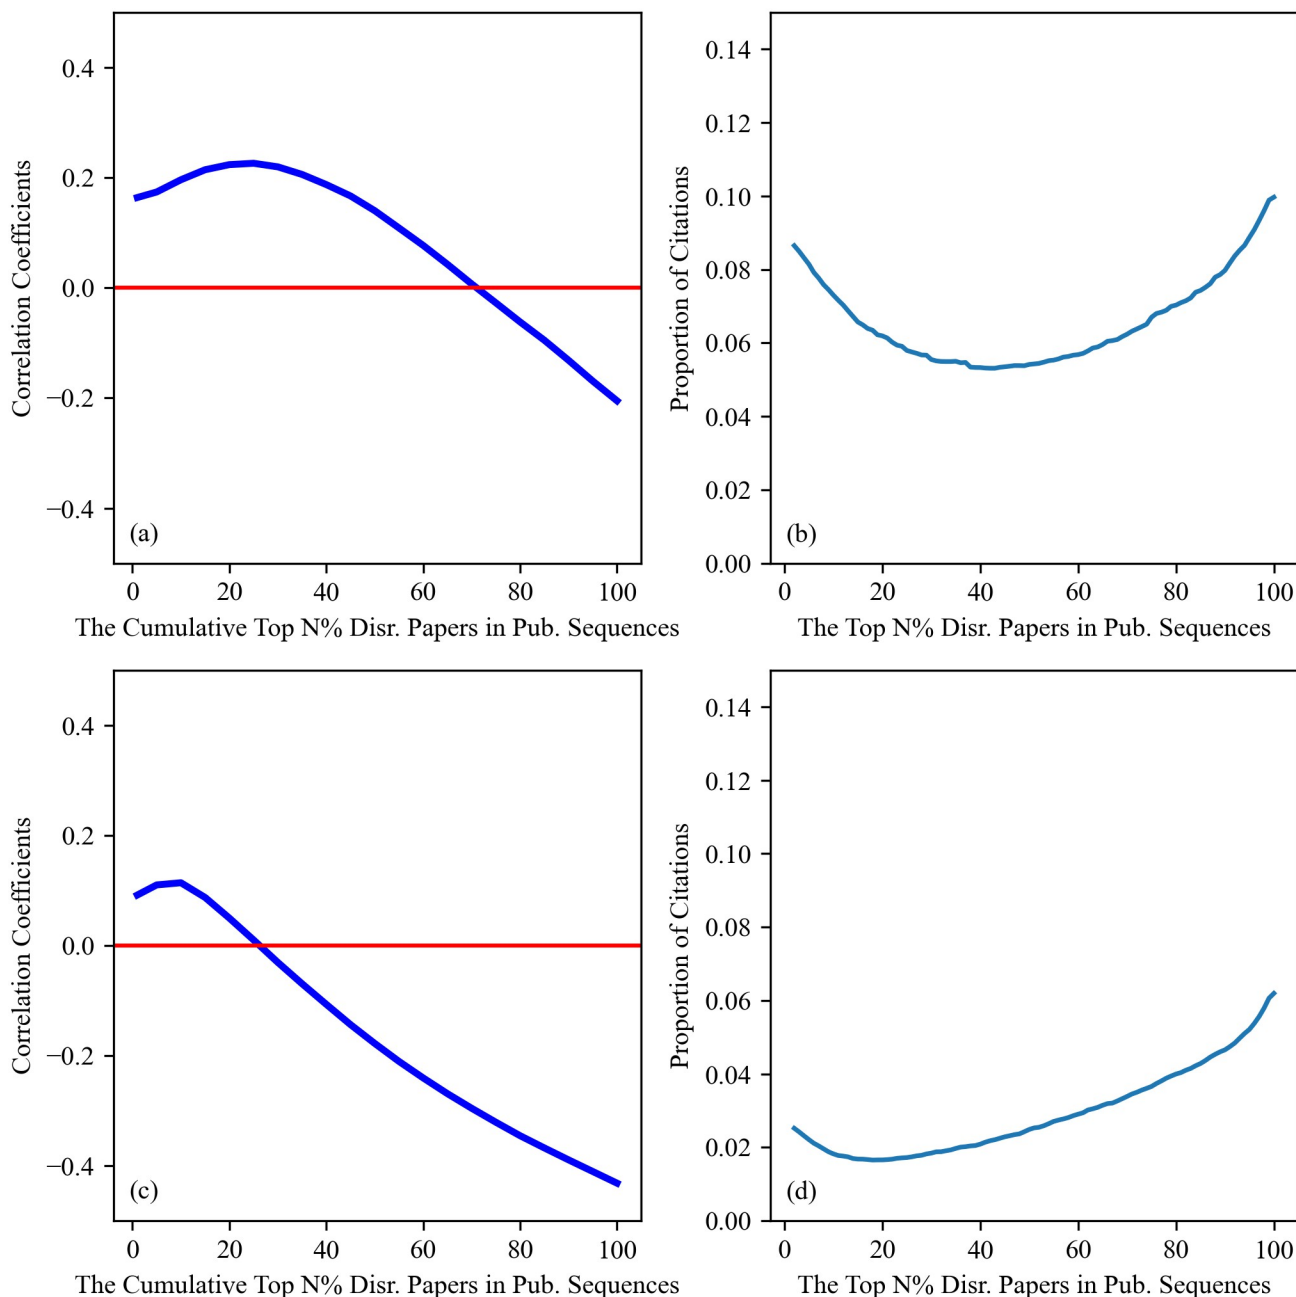 0.4
0.2
0.0
−0.2
−0.4
Correlation Coefficients
(a)
0 20 40 60 80 100
The Cumulative Top N% Disr. Papers in Pub. Sequences
0.14
0.12
0.10
0.08
0.06
0.04
0.02
0.00
Proportion of Citations
(b)
0 20 40 60 80 100
The Top N% Disr. Papers in Pub. Sequences
0.4
0.2
0.0
−0.2
−0.4
Correlation Coefficients
(c)
0 20 40 60 80 100
The Cumulative Top N% Disr. Papers in Pub. Sequences
0.14
0.12
0.10
0.08
0.06
0.04
0.02
0.00
Proportion of Citations
(d)
0 20 40 60 80 100
The Top N% Disr. Papers in Pub. Sequences